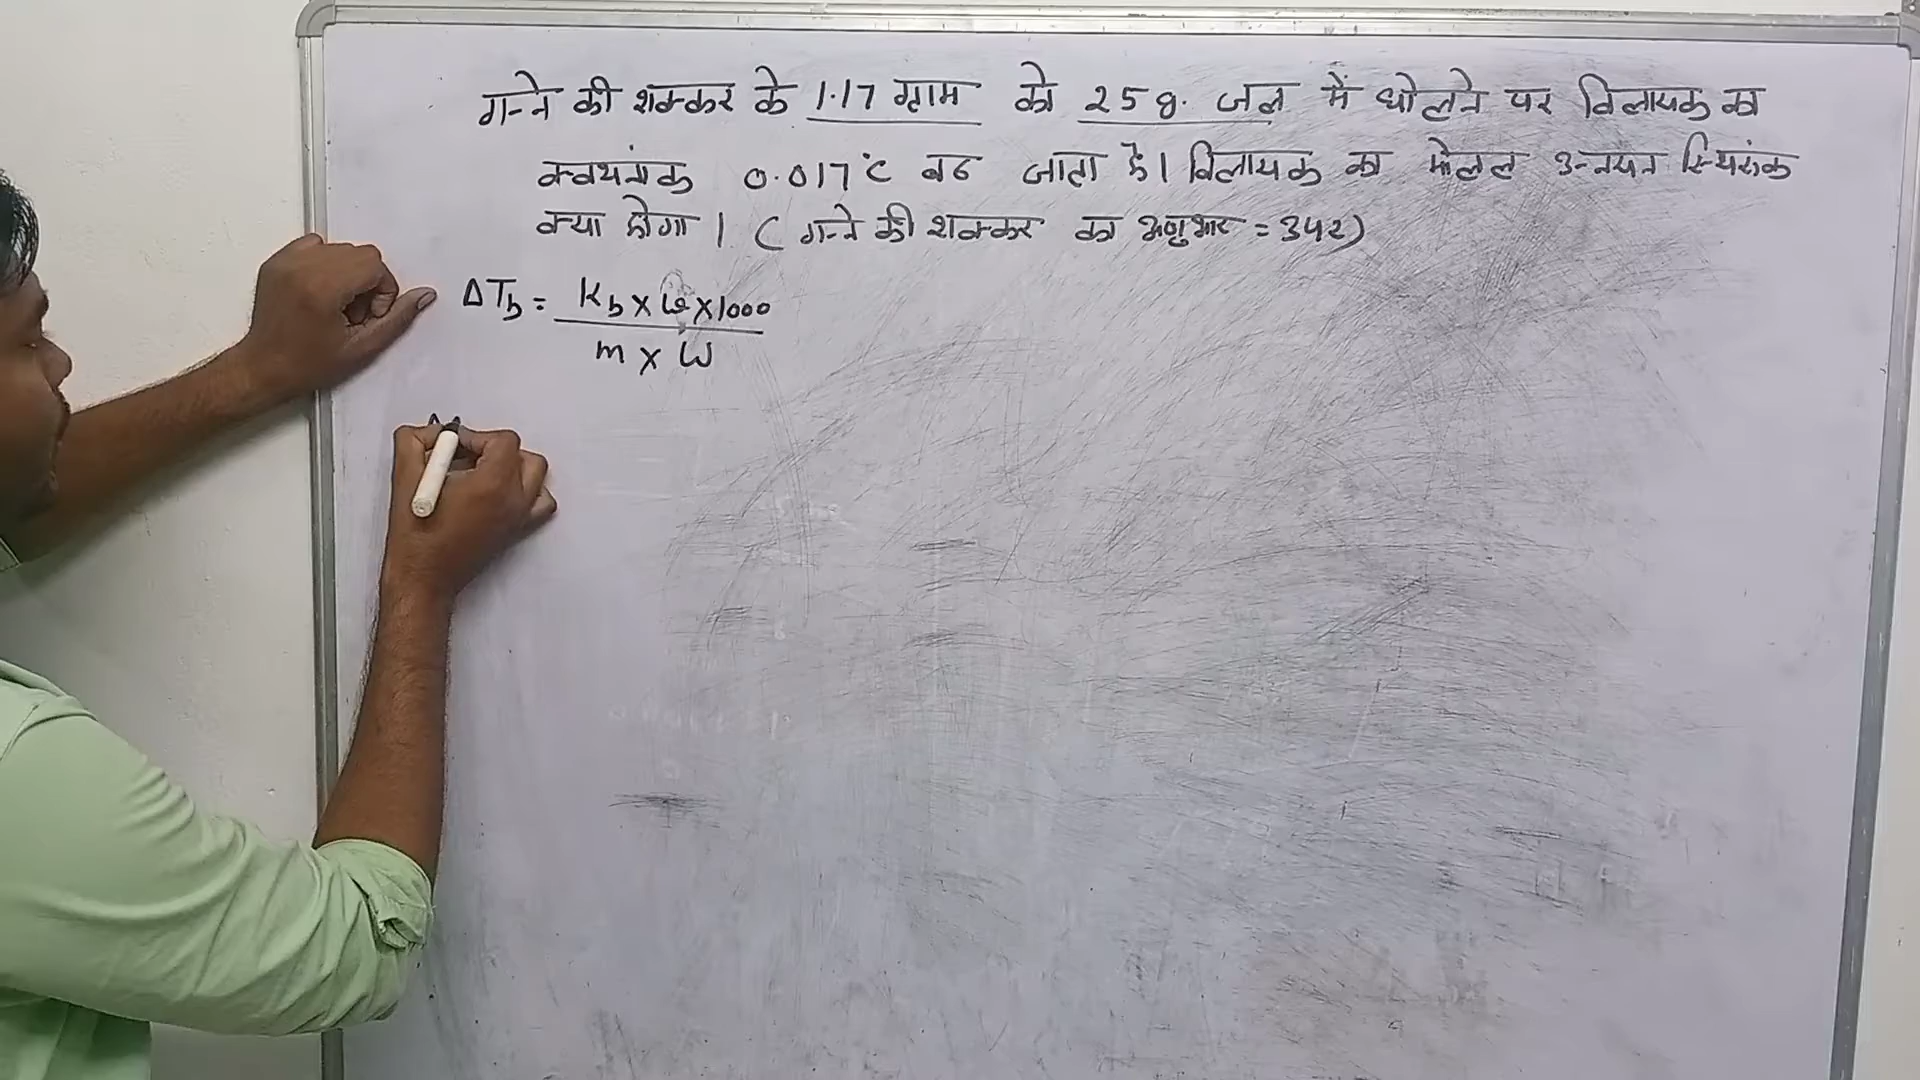 गन्ने की शक्कर के 1.17 ग्राम को 25 g. जल में घोलने पर विलायक का
क्वथनांक 0.017°C बढ जाता है। विलायक का मोलल उन्नयन स्थिरांक
क्या होगा । ( गन्ने की शक्कर का अणुभार = 342)
ΔTb = Kb x w x 1000
m x W